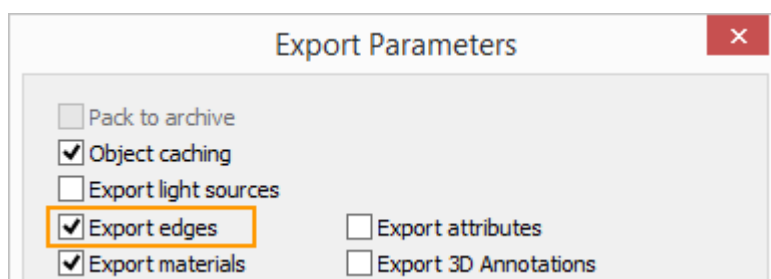 Export Parameters
Pack to archive
Object caching
Export light sources
Export edges
Export attributes
Export materials
Export 3D Annotations